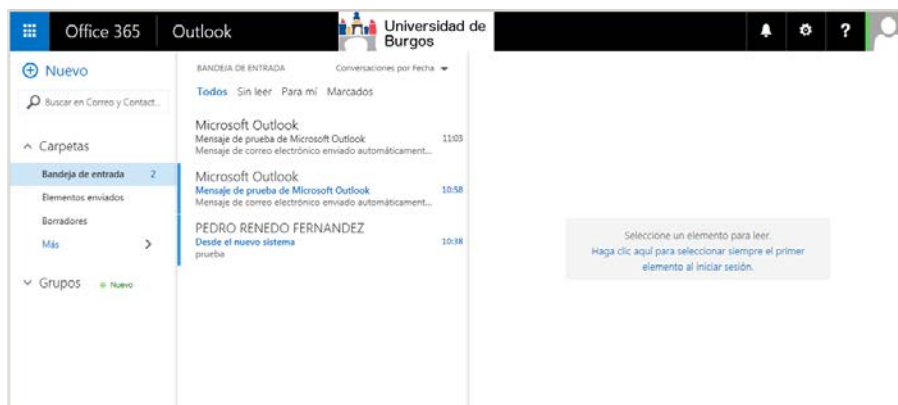 Office 365
Outlook
Universidad de
Burgos
?
Nuevo
Buscar en Correo y Contact...
Carpetas
Bandeja de entrada 2
Elementos enviados
Borradores
Más
Grupos Nuevo
BANDEJA DE ENTRADA Conversaciones por Fecha
Todos Sin leer Para mí Marcados
Microsoft Outlook
Mensaje de prueba de Microsoft Outlook 11:03
Mensaje de correo electrónico enviado automáticament...
Microsoft Outlook
Mensaje de prueba de Microsoft Outlook 10:58
Mensaje de correo electrónico enviado automáticament...
PEDRO RENEDO FERNANDEZ
Desde el nuevo sistema 10:38
prueba
Seleccione un elemento para leer.
Haga clic aquí para seleccionar siempre el primer
elemento al iniciar sesión.